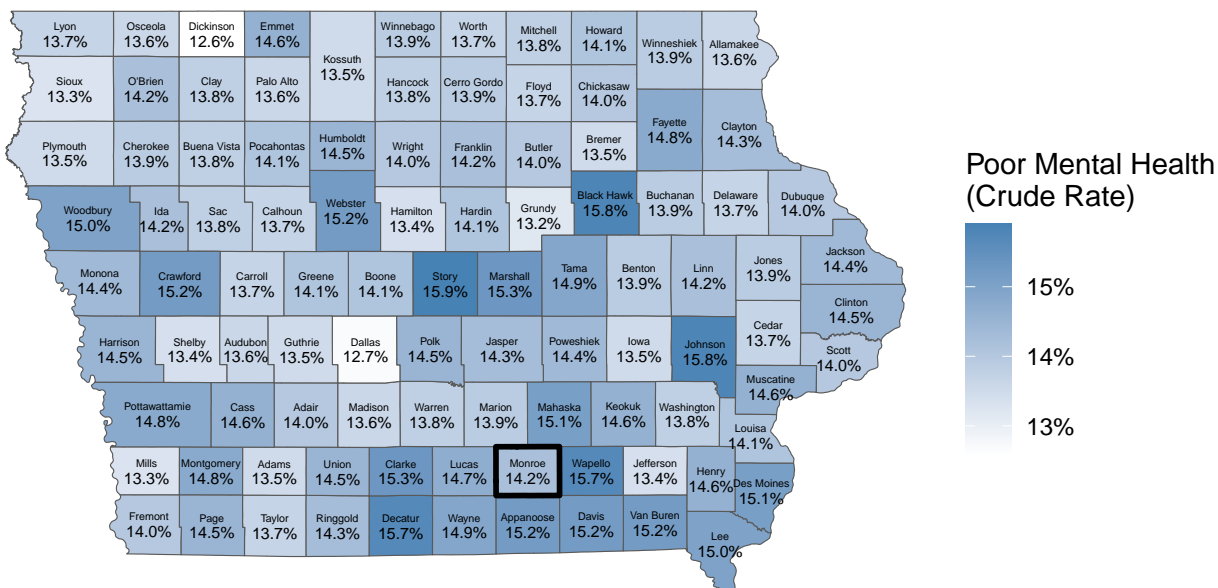 Lyon
13.7%
Osceola
13.6%
Dickinson
12.6%
Emmet
14.6%
Kossuth
13.5%
Winnebago
13.9%
Worth
13.7%
Mitchell
13.8%
Howard
14.1%
Winneshiek
13.9%
Allamakee
13.6%
Sioux
13.3%
O'Brien
14.2%
Clay
13.8%
Palo Alto
13.6%
Hancock
13.8%
Cerro Gordo
13.9%
Floyd
13.7%
Chickasaw
14.0%
Fayette
14.8%
Clayton
14.3%
Plymouth
13.5%
Cherokee
13.9%
Buena Vista
13.8%
Pocahontas
14.1%
Humboldt
14.5%
Wright
14.0%
Franklin
14.2%
Butler
14.0%
Bremer
13.5%
Woodbury
15.0%
Ida
14.2%
Sac
13.8%
Calhoun
13.7%
Webster
15.2%
Hamilton
13.4%
Hardin
14.1%
Grundy
13.2%
Black Hawk
15.8%
Buchanan
13.9%
Delaware
13.7%
Dubuque
14.0%
Monona
14.4%
Crawford
15.2%
Carroll
13.7%
Greene
14.1%
Boone
14.1%
Story
15.9%
Marshall
15.3%
Tama
14.9%
Benton
13.9%
Linn
14.2%
Jones
13.9%
Jackson
14.4%
Clinton
14.5%
Harrison
14.5%
Shelby
13.4%
Audubon
13.6%
Guthrie
13.5%
Dallas
12.7%
Polk
14.5%
Jasper
14.3%
Poweshiek
14.4%
Iowa
13.5%
Johnson
15.8%
Cedar
13.7%
Scott
14.0%
Muscatine
14.6%
Pottawattamie
14.8%
Cass
14.6%
Adair
14.0%
Madison
13.6%
Warren
13.8%
Marion
13.9%
Mahaska
15.1%
Keokuk
14.6%
Washington
13.8%
Louisa
14.1%
Mills
13.3%
Montgomery
14.8%
Adams
13.5%
Union
14.5%
Clarke
15.3%
Lucas
14.7%
Monroe
14.2%
Wapello
15.7%
Jefferson
13.4%
Henry
14.6%
Des Moines
15.1%
Fremont
14.0%
Page
14.5%
Taylor
13.7%
Ringgold
14.3%
Decatur
15.7%
Wayne
14.9%
Appanoose
15.2%
Davis
15.2%
Van Buren
15.2%
Lee
15.0%
Poor Mental Health
(Crude Rate)
15%
14%
13%